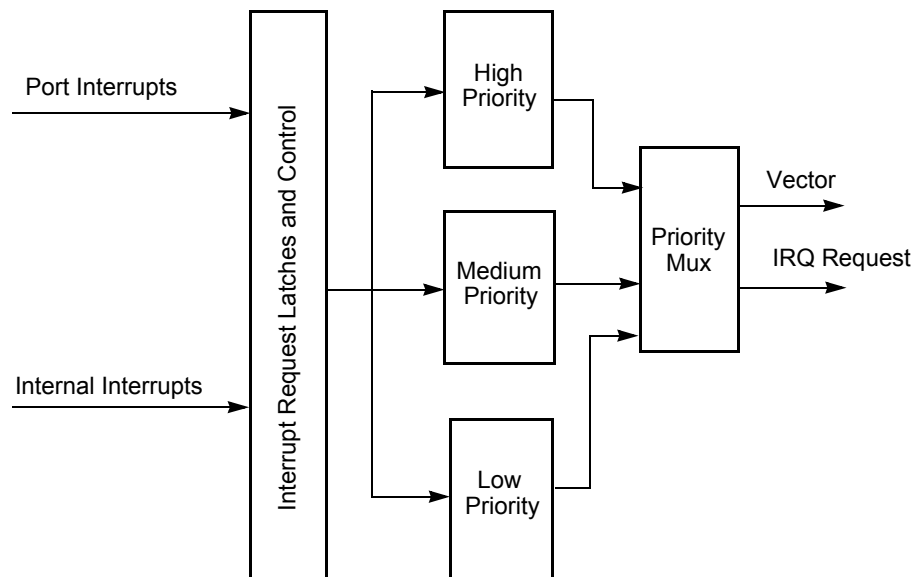 Port Interrupts
Internal Interrupts
Interrupt Request Latches and Control
High
Priority
Medium
Priority
Low
Priority
Priority
Mux
Vector
IRQ Request